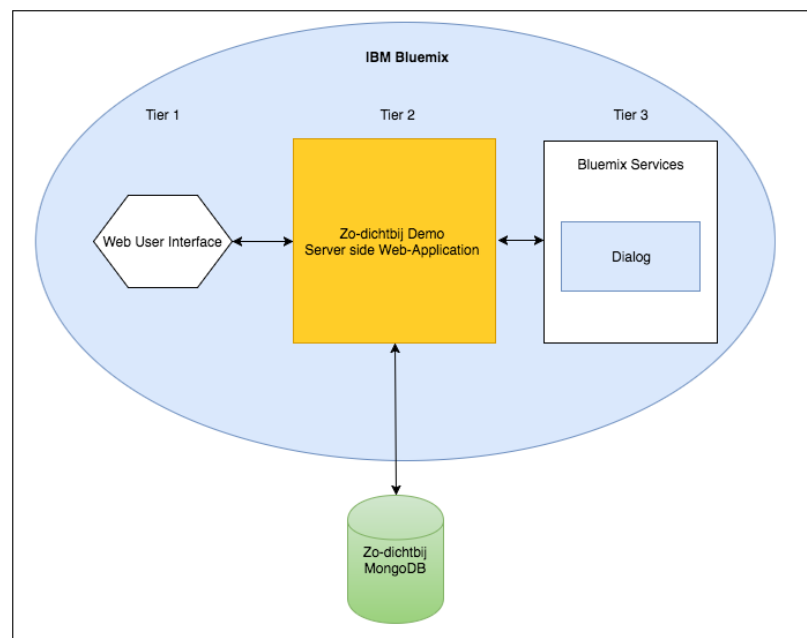 IBM Bluemix
Tier 1
Tier 2
Tier 3
Bluemix Services
Web User Interface
Zo-dichtbij Demo
Server side Web-Application
Dialog
Zo-dichtbij
MongoDB